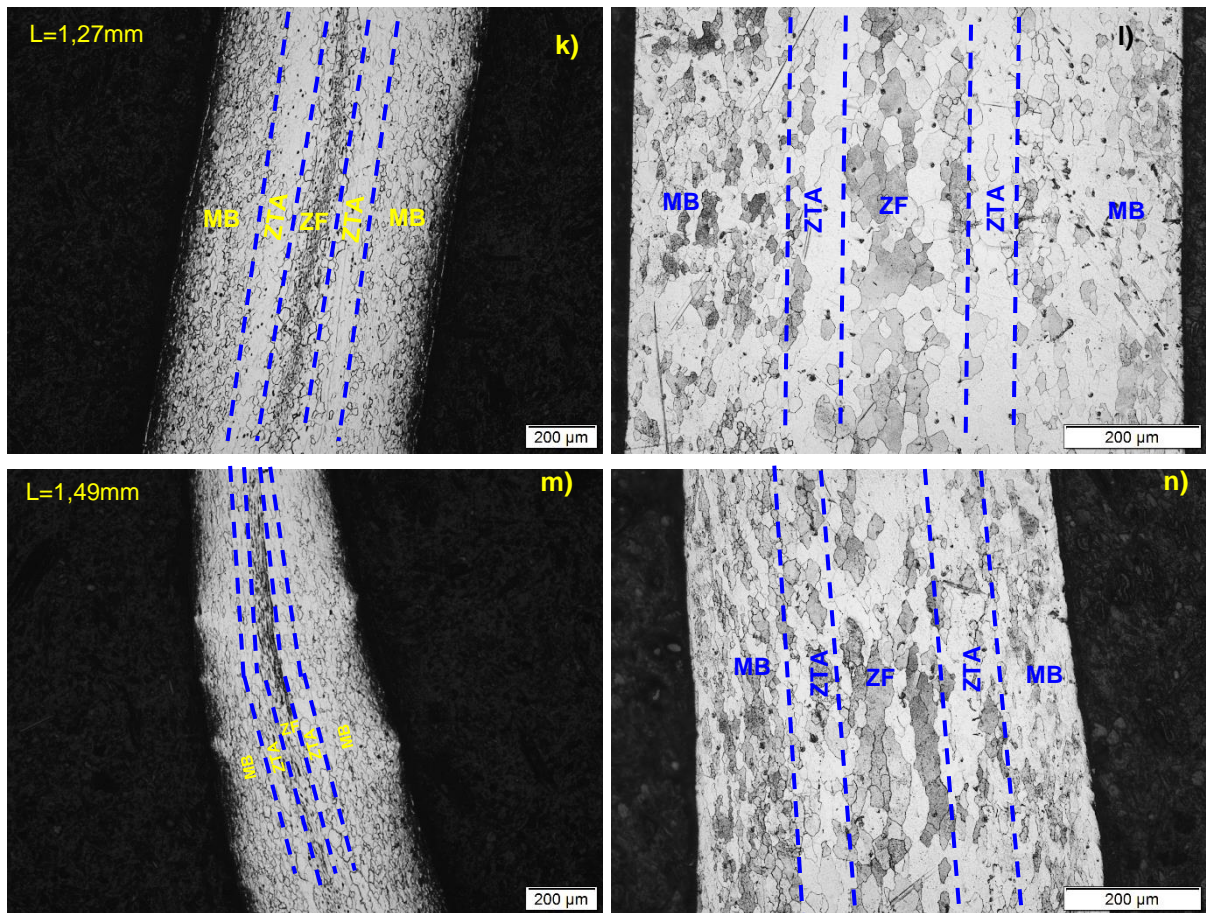 L=1,27mm
k)
MB
ZTA
ZF
ZTA
MB
200 µm
l)
MB
ZTA
ZF
ZTA
MB
200 µm
L=1,49mm
m)
MB
ZTA
ZF
ZTA
MB
200 µm
n)
MB
ZTA
ZF
ZTA
MB
200 µm